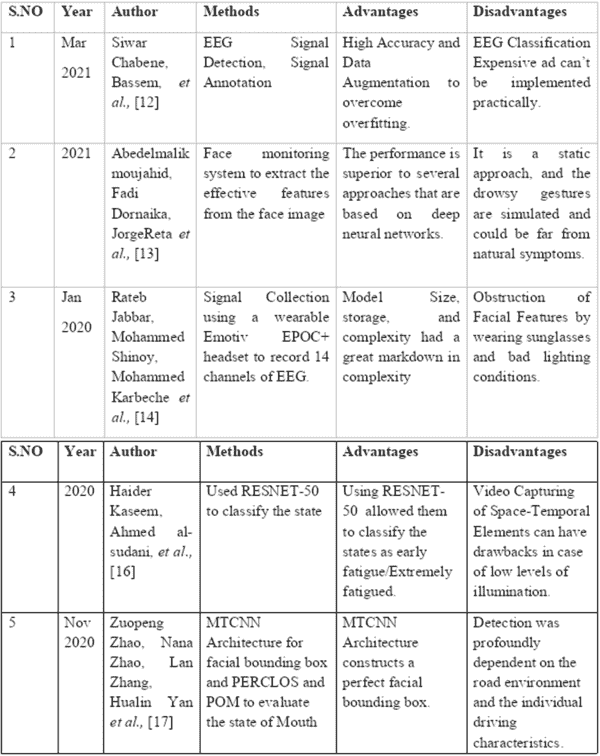 S.NO
Year
Author
Methods
Advantages
Disadvantages
1
Mar
2021
Siwar
Chabene,
Bassem, et
al., [12]
EEG Signal
Detection, Signal
Annotation
High Accuracy and
Data
Augmentation to
overcome
overfitting.
EEG Classification
Expensive ad can’t
be implemented
practically.
2
2021
Abedelmalik
moujahid,
Fadi
Dornaika,
JorgeReta et
al., [13]
Face monitoring
system to extract the
effective features
from the face image
The performance is
superior to several
approaches that are
based on deep
neural networks.
It is a static
approach, and the
drowsy gestures
are simulated and
could be far from
natural symptoms.
3
Jan
2020
Rateb
Jabbar,
Mohammed
Shinoy,
Mohammed
Karbeche et
al., [14]
Signal Collection
using a wearable
Emotiv EPOC+
headset to record 14
channels of EEG.
Model Size,
storage, and
complexity had a
great markdown in
complexity
Obstruction of
Facial Features by
wearing sunglasses
and bad lighting
conditions.
S.NO
Year
Author
Methods
Advantages
Disadvantages
4
2020
Haider
Kaseem,
Ahmed al-
sudani, et al.,
[16]
Used RESNET-50
to classify the state
Using RESNET-
50 allowed them
to classify the
states as early
fatigue/Extremely
fatigued.
Video Capturing
of Space-Temporal
Elements can have
drawbacks in case
of low levels of
illumination.
5
Nov
2020
Zuopeng
Zhao, Nana
Zhao, Lan
Zhang,
Hualin Yan
et al., [17]
MTCNN
Architecture for
facial bounding box
and PERCLOS and
POM to evaluate
the state of Mouth
MTCNN
Architecture
constructs a
perfect facial
bounding box.
Detection was
profoundly
dependent on the
road environment
and the individual
driving
characteristics.